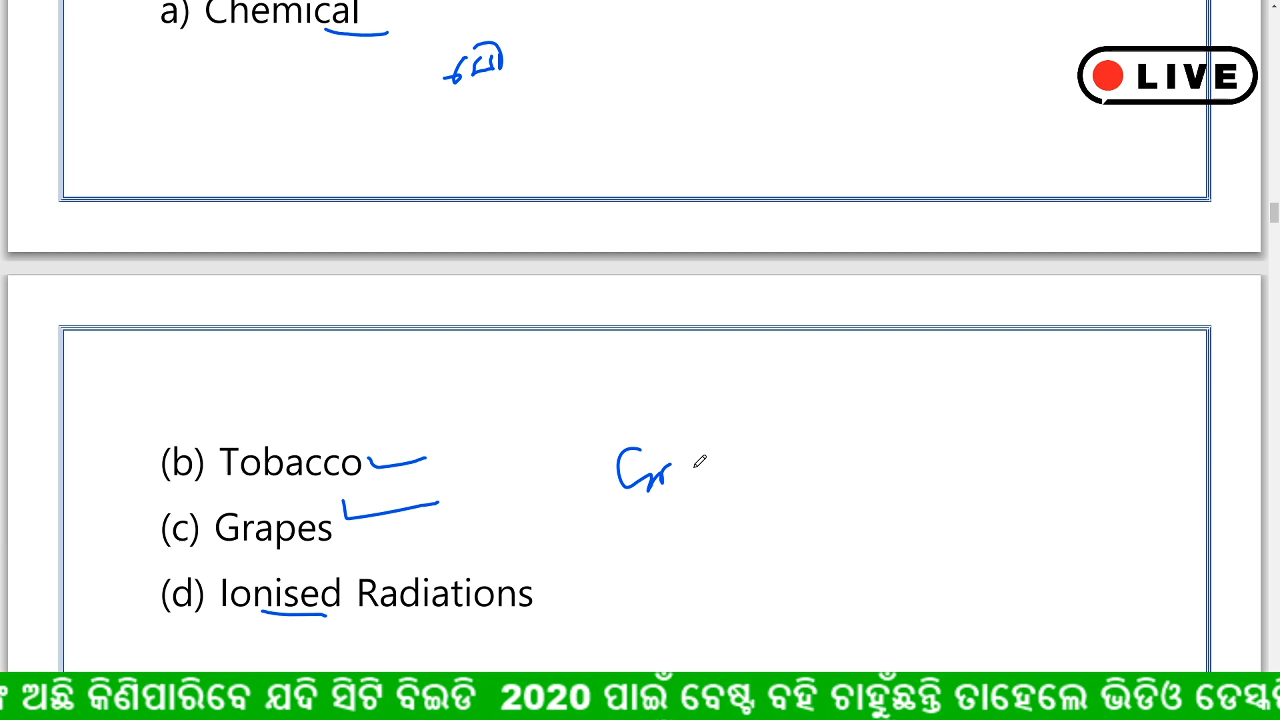 a) Chemical
LIVE
(b) Tobacco
(c) Grapes
(d) Ionised Radiations
ଅଛି କିଣିପାରିବେ ଯଦି ସିଟି ବିଇଡି 2020 ପାଇଁ ବେଷ୍ଟ ବହି ଚାହୁଁଛନ୍ତି ତାହେଲେ ଭିଡିଓ